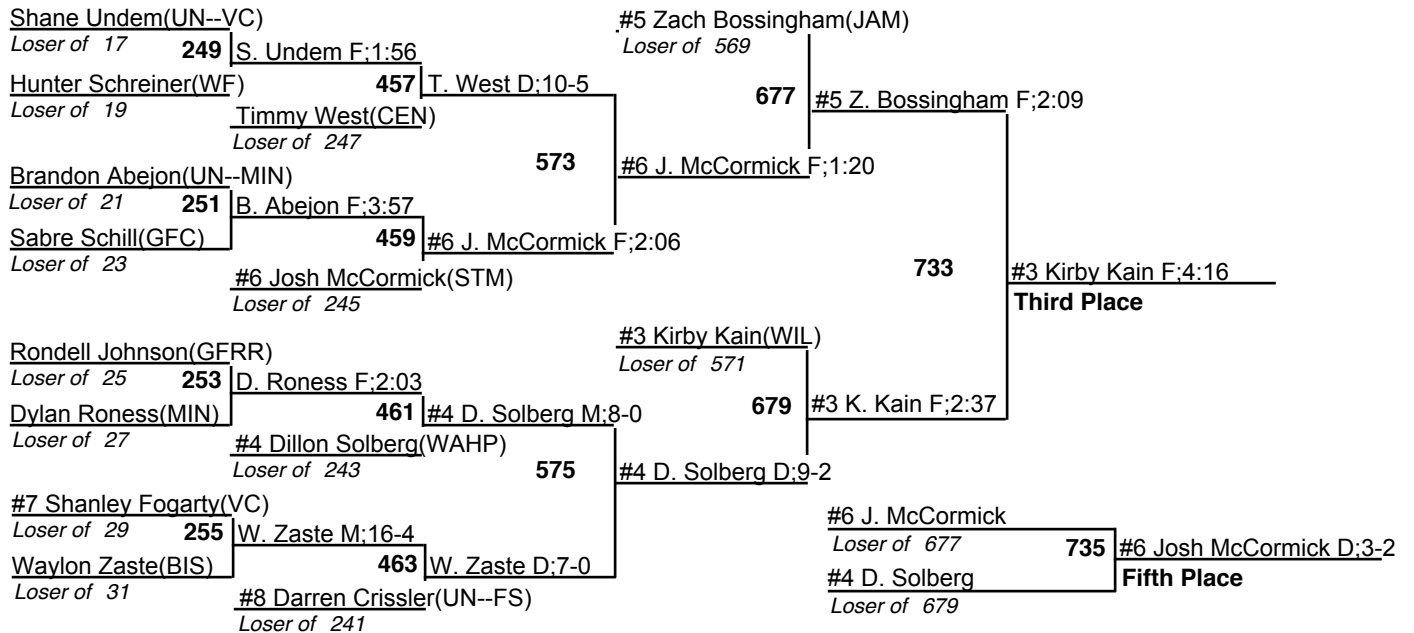 Shane Undem(UN--VC)
Loser of 17
249
S. Undem F;1:56
Hunter Schreiner(WF)
Loser of 19
457
T. West D;10-5
Timmy West(CEN)
Loser of 247
573
Brandon Abejon(UN--MIN)
Loser of 21
251
B. Abejon F;3:57
Sabre Schill(GFC)
Loser of 23
459
#6 J. McCormick F;2:06
#6 Josh McCormick(STM)
Loser of 245
#5 Zach Bossingham(JAM)
Loser of 569
677
#5 Z. Bossingham F;2:09
#6 J. McCormick F;1:20
733
#3 Kirby Kain F;4:16
Third Place
Rondell Johnson(GFRR)
Loser of 25
253
D. Roness F;2:03
Dylan Roness(MIN)
Loser of 27
461
#4 D. Solberg M;8-0
#4 Dillon Solberg(WAHP)
Loser of 243
575
#7 Shanley Fogarty(VC)
Loser of 29
255
W. Zaste M;16-4
Waylon Zaste(BIS)
Loser of 31
463
W. Zaste D;7-0
#8 Darren Crissler(UN--FS)
Loser of 241
#3 Kirby Kain(WIL)
Loser of 571
679
#3 K. Kain F;2:37
#4 D. Solberg D;9-2
#6 J. McCormick
Loser of 677
735
#6 Josh McCormick D;3-2
#4 D. Solberg
Fifth Place
Loser of 679